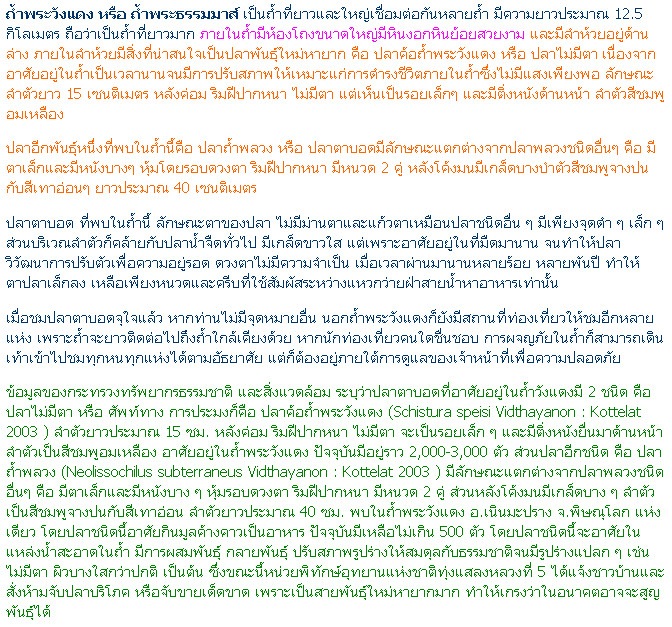 ถ้ำพระวังแดง หรือ ถ้ำพระธรรมมาส์ เป็นถ้ำที่ยาวและใหญ่เชื่อมต่อกันหลายถ้ำ มีความยาวประมาณ 12.5
กิโลเมตร ถือว่าเป็นถ้ำที่ยาวมาก ภายในถ้ำมีห้องโถงขนาดใหญ่มีหินงอกหินย้อยสวยงาม และมีลำห้วยอยู่ด้าน
ล่าง ภายในลำห้วยมีสิ่งที่น่าสนใจเป็นปลาพันธุ์ใหม่หายาก คือ ปลาค้อถ้ำพระวังแดง หรือ ปลาไม่มีตา เนื่องจาก
อาศัยอยู่ในถ้ำเป็นเวลานานจนมีการปรับสภาพให้เหมาะแก่การดำรงชีวิตภายในถ้ำซึ่งไม่มีแสงเพียงพอ ลักษณะ
ลำตัวยาว 15 เซนติเมตร หลังค่อม ริมฝีปากหนา ไม่มีตา แต่เห็นเป็นรอยเล็กๆ และมีติ่งหนังด้านหน้า ลำตัวสีชมพู
อมเหลือง
ปลาอีกพันธุ์หนึ่งที่พบในถ้ำนี้คือ ปลาถ้ำพลวง หรือ ปลาตาบอดมีลักษณะแตกต่างจากปลาพลวงชนิดอื่นๆ คือ มี
ตาเล็กและมีหนังบางๆ หุ้มโดยรอบดวงตา ริมฝีปากหนา มีหนวด 2 คู่ หลังโค้งมนมีเกล็ดบางบ่าตัวสีชมพูจางปน
กับสีเทาอ่อนๆ ยาวประมาณ 40 เซนติเมตร
ปลาตาบอด ที่พบในถ้ำนี้ ลักษณะตาของปลา ไม่มีม่านตาและแก้วตาเหมือนปลาชนิดอื่น ๆ มีเพียงจุดดำ ๆ เล็ก ๆ
ส่วนบริเวณลำตัวก็คล้ายกับปลาน้ำจืดทั่วไป มีเกล็ดขาวใส แต่เพราะอาศัยอยู่ในที่มืดมานาน จนทำให้ปลา
วิวัฒนาการปรับตัวเพื่อความอยู่รอด ดวงตาไม่มีความจำเป็น เมื่อเวลาผ่านมานานหลายร้อย หลายพันปี ทำให้
ตาปลาเล็กลง เหลือเพียงหนวดและครีบที่ใช้สัมผัสระหว่างแหวกว่ายฝ่าสายน้ำหาอาหารเท่านั้น
เมื่อชมปลาตาบอดจุใจแล้ว หากท่านไม่มีจุดหมายอื่น นอกถ้ำพระวังแดงก็ยังมีสถานที่ท่องเที่ยวให้ชมอีกหลาย
แห่ง เพราะถ้ำจะยาวติดต่อไปถึงถ้ำใกล้เคียงด้วย หากนักท่องเที่ยวคนใดชื่นชอบ การผจญภัยในถ้ำก็สามารถเดิน
เท้าเข้าไปชมทุกหนทุกแห่งได้ตามอัธยาศัย แต่ก็ต้องอยู่ภายใต้การดูแลของเจ้าหน้าที่เพื่อความปลอดภัย
ข้อมูลของกระทรวงทรัพยากรธรรมชาติ และสิ่งแวดล้อม ระบุว่าปลาตาบอดที่อาศัยอยู่ในถ้ำวังแดงมี 2 ชนิด คือ
ปลาไม่มีตา หรือ ศัพท์ทาง การประมงก็คือ ปลาค้อถ้ำพระวังแดง (Schistura speisi Vidthayanon : Kottelat
2003 ) ลำตัวยาวประมาณ 15 ซม. หลังค่อม ริมฝีปากหนา ไม่มีตา จะเป็นรอยเล็ก ๆ และมีติ่งหนังยื่นมาด้านหน้า
ลำตัวเป็นสีชมพูอมเหลือง อาศัยอยู่ในถ้ำพระวังแดง ปัจจุบันมีอยู่ราว 2,000-3,000 ตัว ส่วนปลาอีกชนิด คือ ปลา
ถ้ำพลวง (Neolissochilus subterraneus Vidthayanon : Kottelat 2003 ) มีลักษณะแตกต่างจากปลาพลวงชนิด
อื่นๆ คือ มีตาเล็กและมีหนังบาง ๆ หุ้มรอบดวงตา ริมฝีปากหนา มีหนวด 2 คู่ ส่วนหลังโค้งมนมีเกล็ดบาง ๆ ลำตัว
เป็นสีชมพูจางปนกับสีเทาอ่อน ลำตัวยาวประมาณ 40 ซม. พบในถ้ำพระวังแดง อ.เนินมะปราง จ.พิษณุโลก แห่ง
เดียว โดยปลาชนิดนี้อาศัยกินมูลค้างคาวเป็นอาหาร ปัจจุบันมีเหลือไม่เกิน 500 ตัว โดยปลาชนิดนี้จะอาศัยใน
แหล่งน้ำสะอาดในถ้ำ มีการผสมพันธุ์ กลายพันธุ์ ปรับสภาพรูปร่างให้สมดุลกับธรรมชาติจนมีรูปร่างแปลก ๆ เช่น
ไม่มีตา ผิวบางใสกว่าปกติ เป็นต้น ซึ่งขณะนี้หน่วยพิทักษ์อุทยานแห่งชาติทุ่งแสลงหลวงที่ 5 ได้แจ้งชาวบ้านและ
สั่งห้ามจับปลาบริโภค หรือจับขายเด็ดขาด เพราะเป็นสายพันธุ์ใหม่หายากมาก ทำให้เกรงว่าในอนาคตอาจจะสูญ
พันธุ์ได้